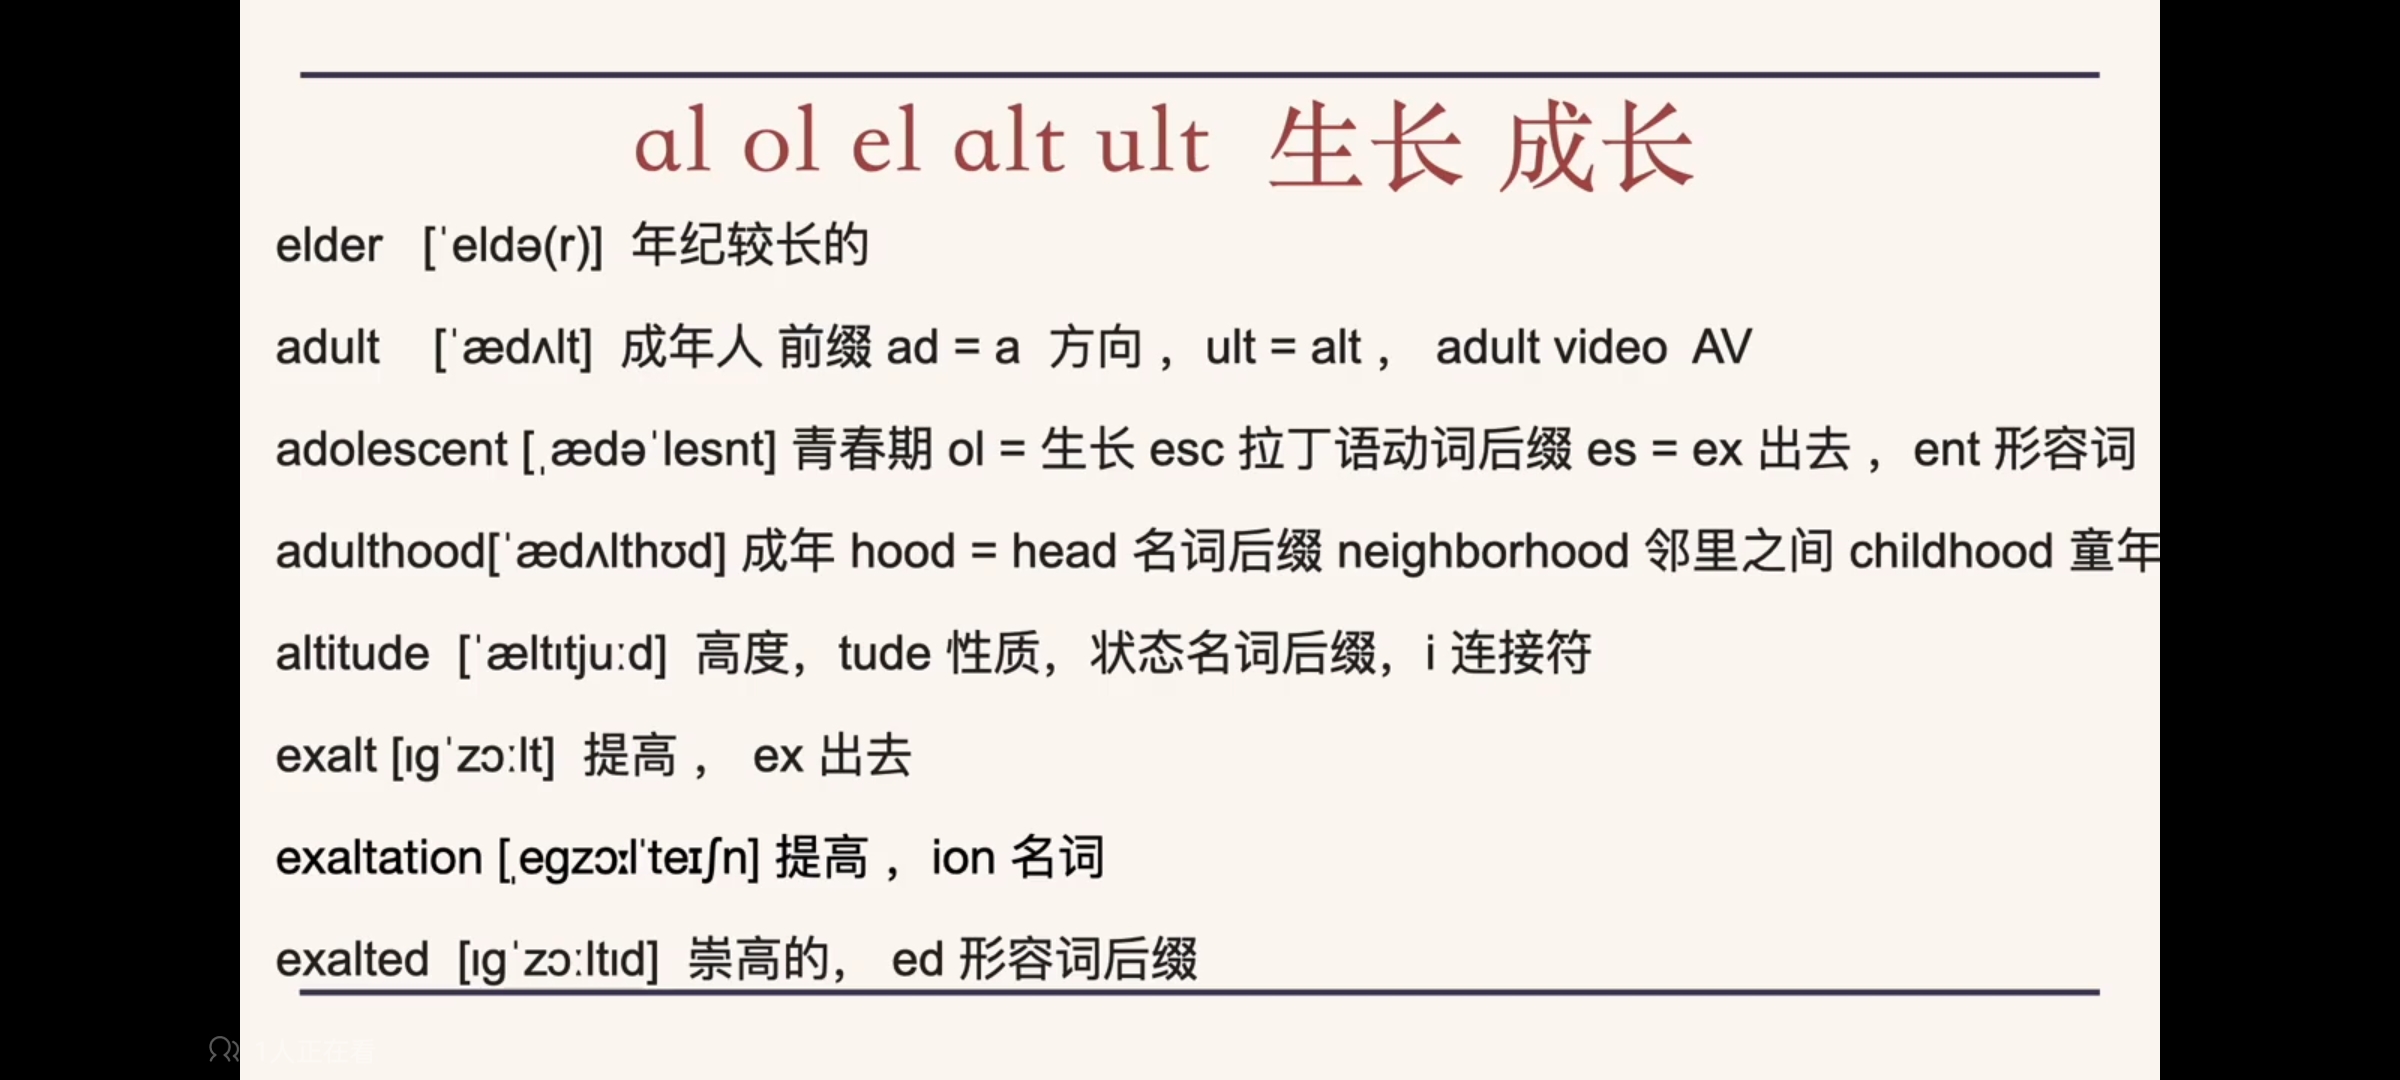 al ol el alt ult 生长 成长
elder [ˈeldə(r)] 年纪较长的
adult [ˈædʌlt] 成年人 前缀 ad = a 方向 ， ult = alt ， adult video AV
adolescent [ˌædəˈlesnt] 青春期 ol = 生长 esc 拉丁语动词后缀 es = ex 出去 ， ent 形容词
adulthood[ˈædʌlthʊd] 成年 hood = head 名词后缀 neighborhood 邻里之间 childhood 童年
altitude [ˈæltɪtjuːd] 高度，tude 性质，状态名词后缀，i 连接符
exalt [ɪgˈzɔːlt] 提高 ， ex 出去
exaltation [ˌegzɔːlˈteɪʃn] 提高 ，ion 名词
exalted [ɪgˈzɔːltɪd] 崇高的， ed 形容词后缀
1人正在看